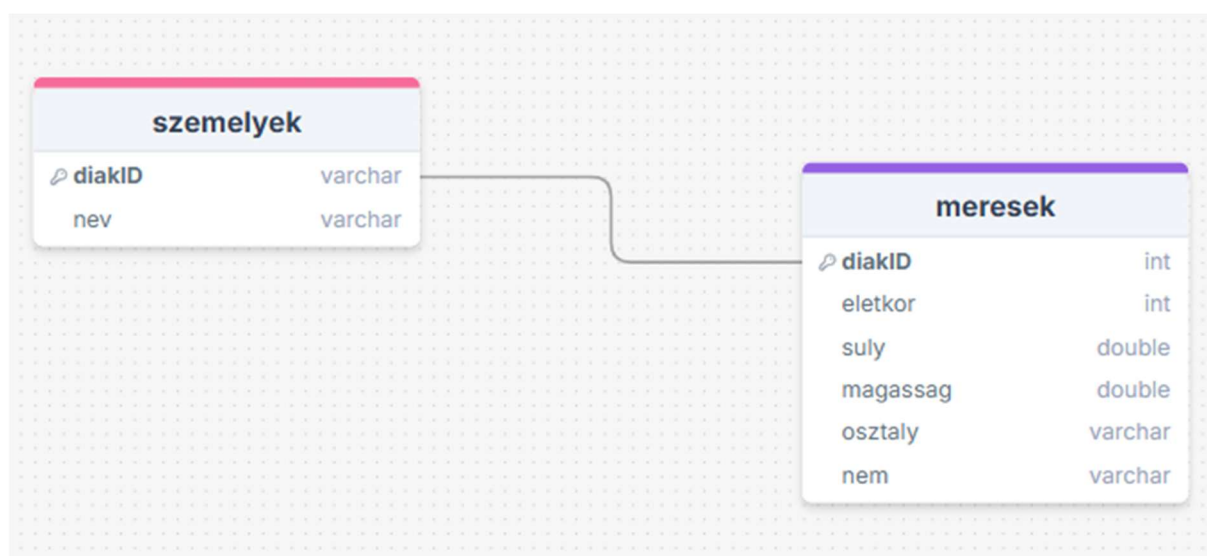 szemelyek
diakID varchar
nev varchar
meresek
diakID int
eletkor int
suly double
magassag double
osztaly varchar
nem varchar